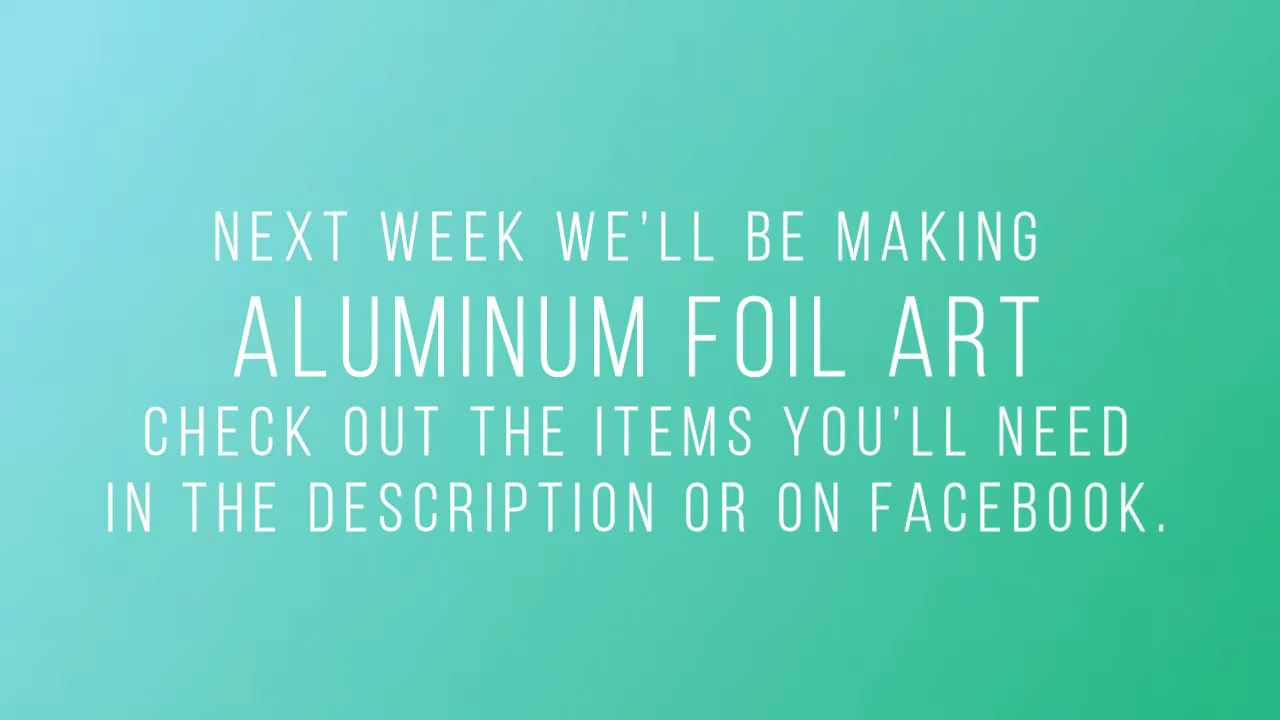 NEXT WEEK WE’LL BE MAKING
ALUMINUM FOIL ART
CHECK OUT THE ITEMS YOU’LL NEED
IN THE DESCRIPTION OR ON FACEBOOK.